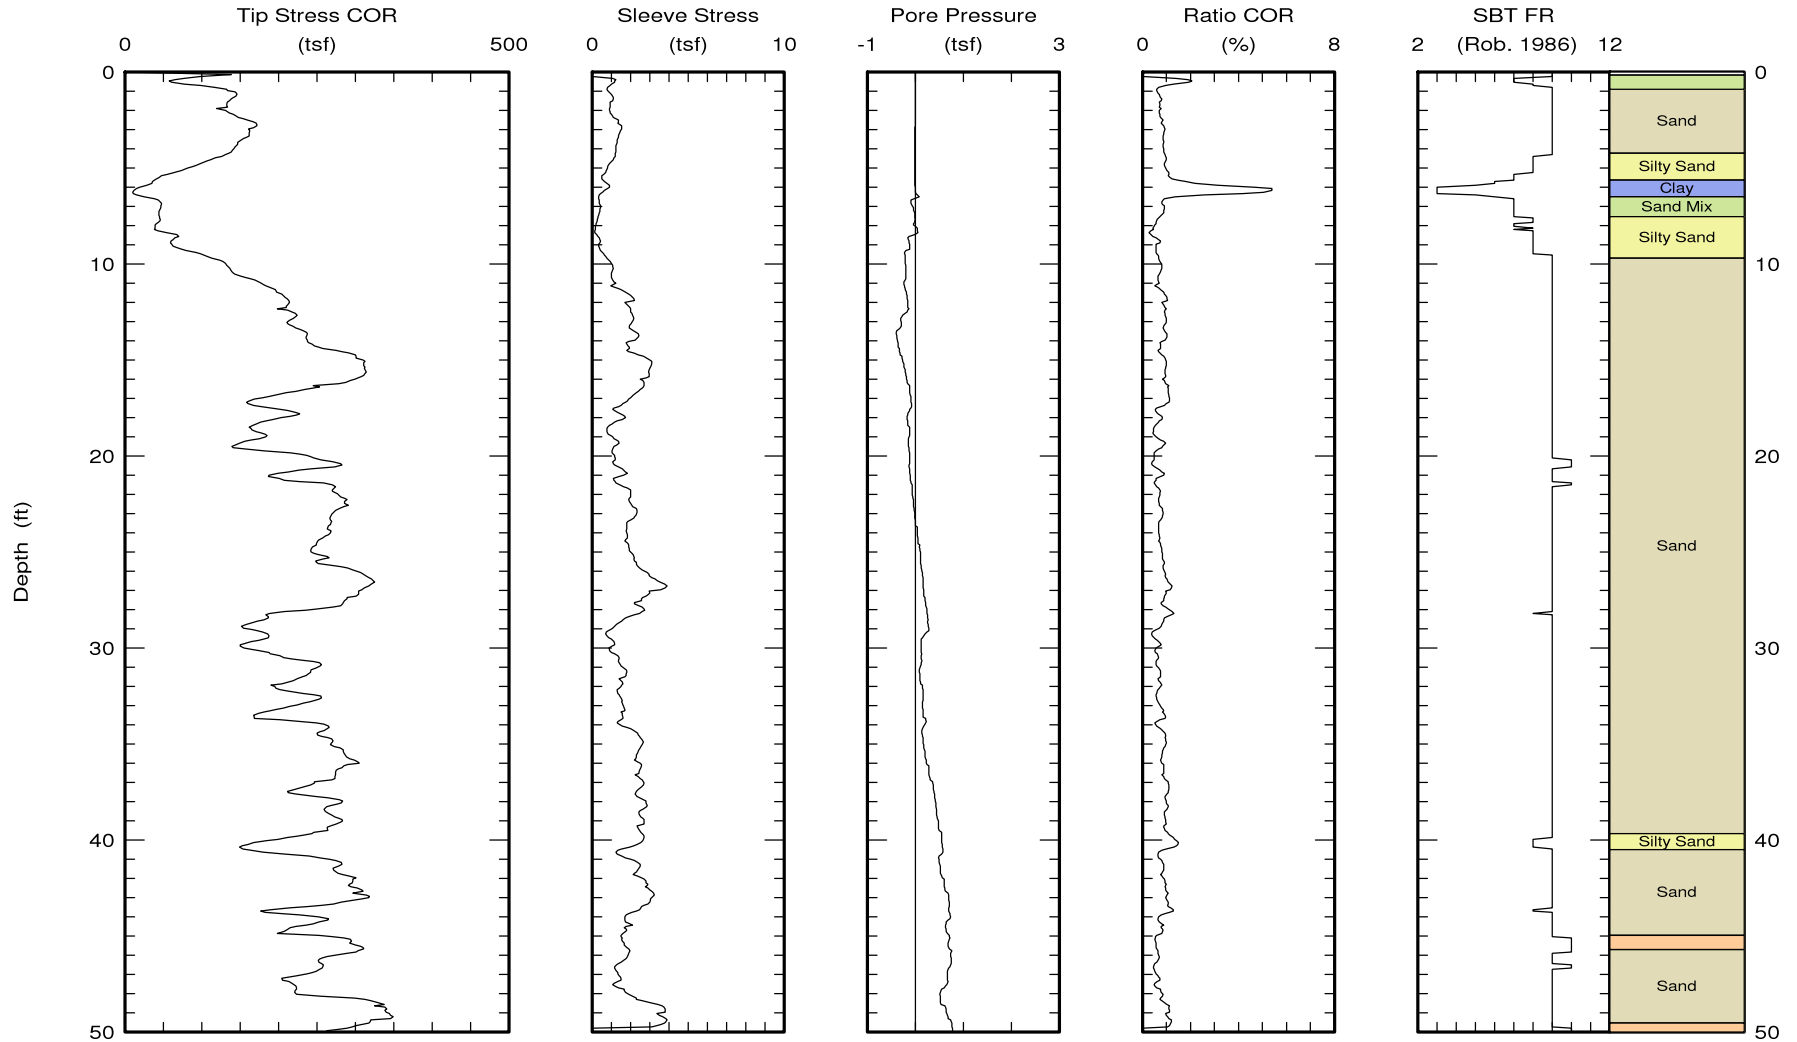 Tip Stress COR Sleeve Stress Pore Pressure Ratio COR SBT FR
0 (tsf) 500 0 (tsf) 10 -1 (tsf) 3 0 (%) 8 2 (Rob. 1986) 12
0 0
Sand
Silty Sand
Clay
Sand Mix
Silty Sand
10 10
20 20
Depth (ft)
Sand
30 30
40 Silty Sand 40
Sand
Sand
50 50